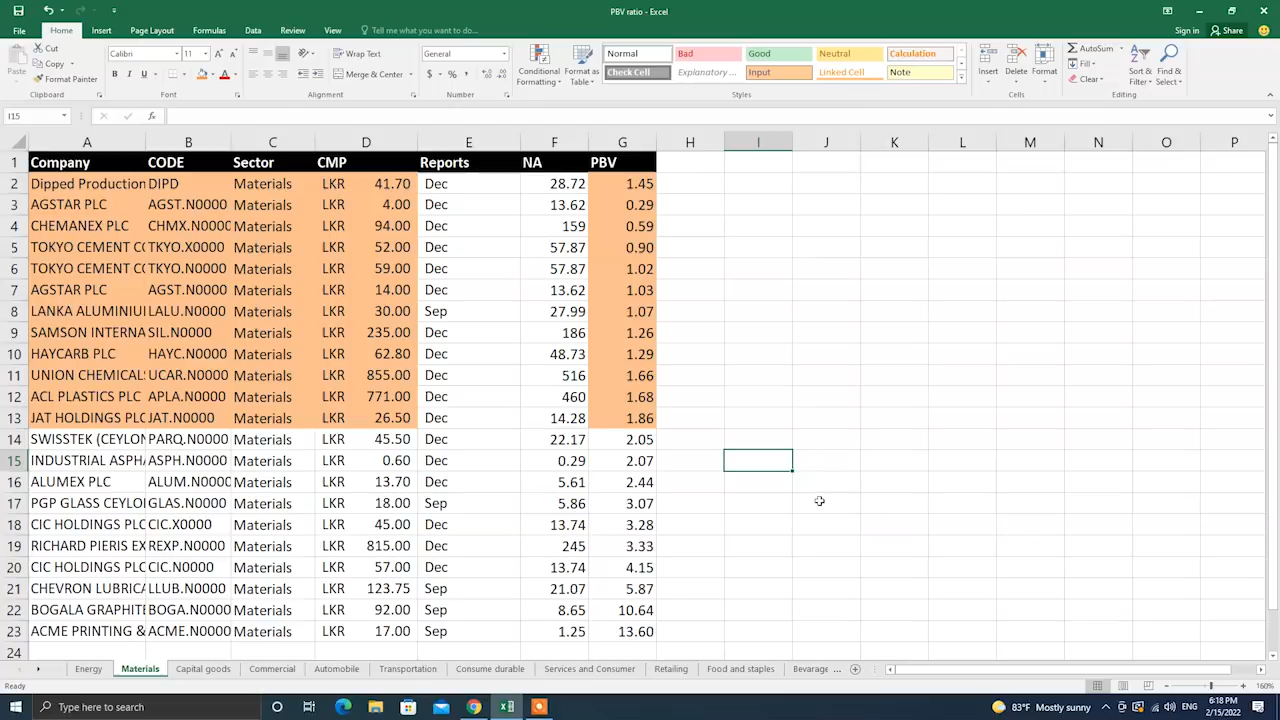 PBV ratio - Excel
File Home Insert Page Layout Formulas Data Review View Tell me what you want to do... Sign in Share
Paste Cut Copy Format Painter Clipboard
Calibri 11 B I U A Font
Wrap Text Merge & Center Alignment
General $ % , Number
Conditional Formatting Format as Table
Normal Bad Good Neutral Calculation
Check Cell Explanatory ... Input Linked Cell Note
Styles
Insert Delete Format Cells
AutoSum Fill Clear Sort & Filter Find & Select Editing
I15 fx
A B C D E F G H I J K L M N O P
1 Company CODE Sector CMP Reports NA PBV
2 Dipped Production DIPD Materials LKR 41.70 Dec 28.72 1.45
3 AGSTAR PLC AGST.N0000 Materials LKR 4.00 Dec 13.62 0.29
4 CHEMANEX PLC CHMX.N0000 Materials LKR 94.00 Dec 159 0.59
5 TOKYO CEMENT CO TKYO.X0000 Materials LKR 52.00 Dec 57.87 0.90
6 TOKYO CEMENT CO TKYO.N0000 Materials LKR 59.00 Dec 57.87 1.02
7 AGSTAR PLC AGST.N0000 Materials LKR 14.00 Dec 13.62 1.03
8 LANKA ALUMINIU LALU.N0000 Materials LKR 30.00 Sep 27.99 1.07
9 SAMSON INTERNA SIL.N0000 Materials LKR 235.00 Dec 186 1.26
10 HAYCARB PLC HAYC.N0000 Materials LKR 62.80 Dec 48.73 1.29
11 UNION CHEMICALS UCAR.N0000 Materials LKR 855.00 Dec 516 1.66
12 ACL PLASTICS PLC APLA.N0000 Materials LKR 771.00 Dec 460 1.68
13 JAT HOLDINGS PLC JAT.N0000 Materials LKR 26.50 Dec 14.28 1.86
14 SWISSTEK (CEYLON PARQ.N0000 Materials LKR 45.50 Dec 22.17 2.05
15 INDUSTRIAL ASPHA ASPH.N0000 Materials LKR 0.60 Dec 0.29 2.07
16 ALUMEX PLC ALUM.N0000 Materials LKR 13.70 Dec 5.61 2.44
17 PGP GLASS CEYLO GLAS.N0000 Materials LKR 18.00 Sep 5.86 3.07
18 CIC HOLDINGS PLC CIC.X0000 Materials LKR 45.00 Dec 13.74 3.28
19 RICHARD PIERIS EX REXP.N0000 Materials LKR 815.00 Dec 245 3.33
20 CIC HOLDINGS PLC CIC.N0000 Materials LKR 57.00 Dec 13.74 4.15
21 CHEVRON LUBRICA LLUB.N0000 Materials LKR 123.75 Sep 21.07 5.87
22 BOGALA GRAPHITE BOGA.N0000 Materials LKR 92.00 Sep 8.65 10.64
23 ACME PRINTING & ACME.N0000 Materials LKR 17.00 Sep 1.25 13.60
24
Energy Materials Capital goods Commercial Automobile Transportation Consume durable Services and Consumer Retailing Food and staples Bevarage ...
Ready 160%
Type here to search 83°F Mostly sunny ENG 6:18 PM
2/15/2022